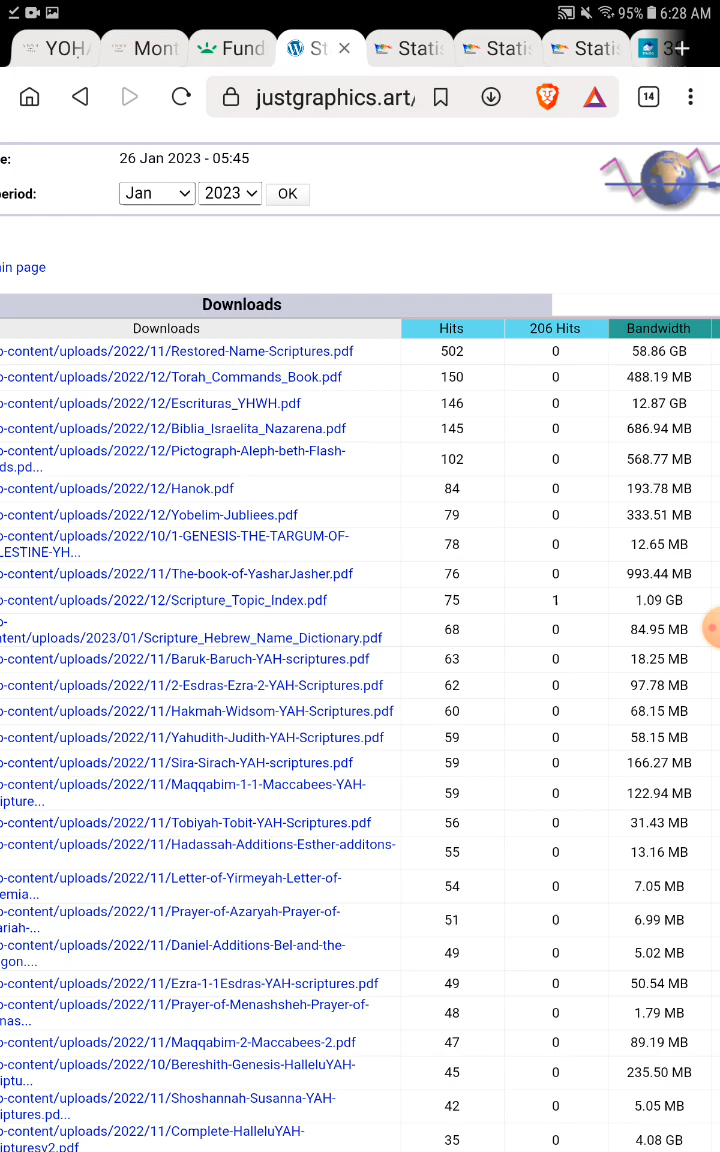 95% 6:28 AM
YOHA Mont Fund St Statis Statis Statis 3
justgraphics.art/ 14
e: 26 Jan 2023 - 05:45
eriod: Jan 2023 OK
in page
Downloads
Downloads Hits 206 Hits Bandwidth
o-content/uploads/2022/11/Restored-Name-Scriptures.pdf 502 0 58.86 GB
o-content/uploads/2022/12/Torah_Commands_Book.pdf 150 0 488.19 MB
o-content/uploads/2022/12/Escrituras_YHWH.pdf 146 0 12.87 GB
o-content/uploads/2022/12/Biblia_Israelita_Nazarena.pdf 145 0 686.94 MB
o-content/uploads/2022/12/Pictograph-Aleph-beth-Flash-
ds.pd... 102 0 568.77 MB
o-content/uploads/2022/12/Hanok.pdf 84 0 193.78 MB
o-content/uploads/2022/12/Yobelim-Jubliees.pdf 79 0 333.51 MB
o-content/uploads/2022/10/1-GENESIS-THE-TARGUM-OF-
LESTINE-YH... 78 0 12.65 MB
o-content/uploads/2022/11/The-book-of-YasharJasher.pdf 76 0 993.44 MB
o-content/uploads/2022/12/Scripture_Topic_Index.pdf 75 1 1.09 GB
o-
ntent/uploads/2023/01/Scripture_Hebrew_Name_Dictionary.pdf 68 0 84.95 MB
o-content/uploads/2022/11/Baruk-Baruch-YAH-scriptures.pdf 63 0 18.25 MB
o-content/uploads/2022/11/2-Esdras-Ezra-2-YAH-Scriptures.pdf 62 0 97.78 MB
o-content/uploads/2022/11/Hakmah-Widsom-YAH-Scriptures.pdf 60 0 68.15 MB
o-content/uploads/2022/11/Yahudith-Judith-YAH-Scriptures.pdf 59 0 58.15 MB
o-content/uploads/2022/11/Sira-Sirach-YAH-scriptures.pdf 59 0 166.27 MB
o-content/uploads/2022/11/Maqqabim-1-1-Maccabees-YAH-
ipture... 59 0 122.94 MB
o-content/uploads/2022/11/Tobiyah-Tobit-YAH-Scriptures.pdf 56 0 31.43 MB
o-content/uploads/2022/11/Hadassah-Additions-Esther-additons- 55 0 13.16 MB
o-content/uploads/2022/11/Letter-of-Yirmeyah-Letter-of-
emia... 54 0 7.05 MB
o-content/uploads/2022/11/Prayer-of-Azaryah-Prayer-of-
ariah-... 51 0 6.99 MB
o-content/uploads/2022/11/Daniel-Additions-Bel-and-the-
gon.... 49 0 5.02 MB
o-content/uploads/2022/11/Ezra-1-1Esdras-YAH-scriptures.pdf 49 0 50.54 MB
o-content/uploads/2022/11/Prayer-of-Menashsheh-Prayer-of-
nas... 48 0 1.79 MB
o-content/uploads/2022/11/Maqqabim-2-Maccabees-2.pdf 47 0 89.19 MB
o-content/uploads/2022/10/Bereshith-Genesis-HalleluYAH-
iptu... 45 0 235.50 MB
o-content/uploads/2022/11/Shoshannah-Susanna-YAH-
iptures.pd... 42 0 5.05 MB
o-content/uploads/2022/11/Complete-HalleluYAH-
ipturesv2.pdf 35 0 4.08 GB